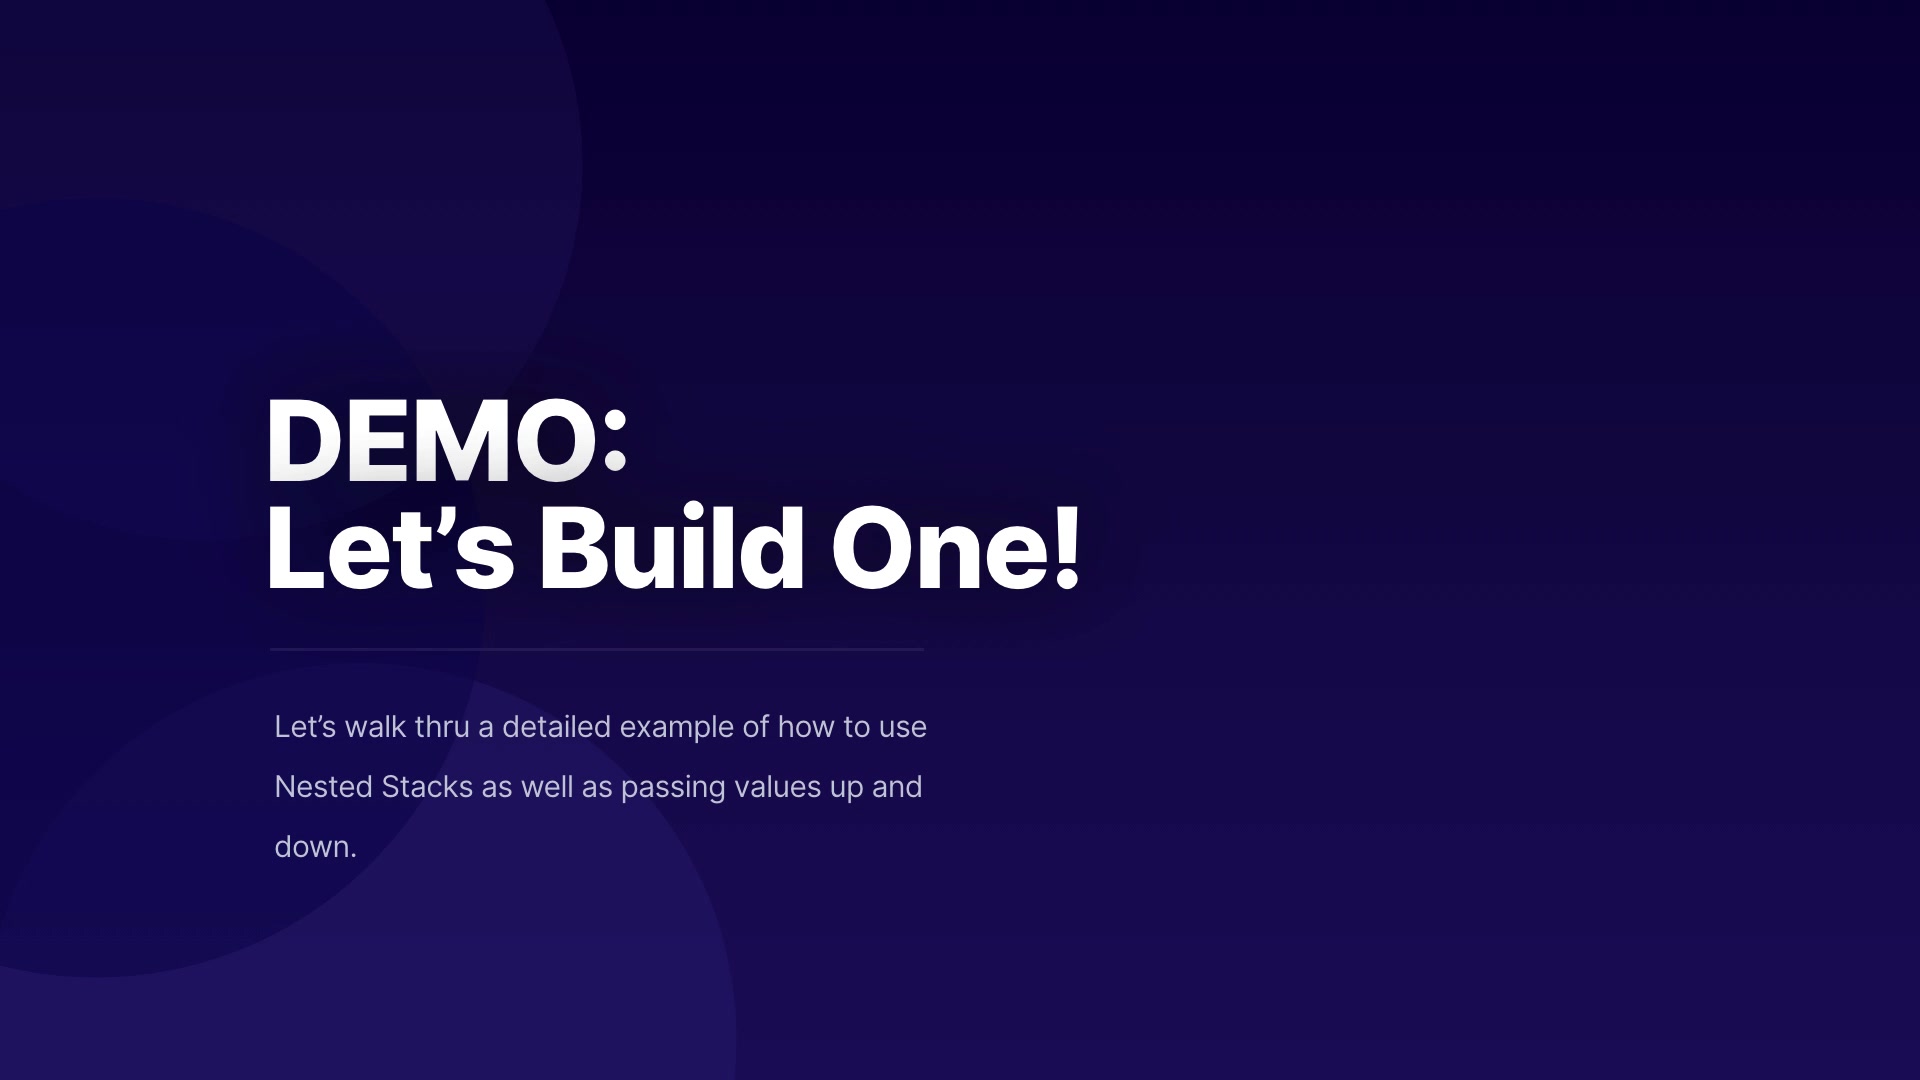 DEMO:
Let’s Build One!
Let’s walk thru a detailed example of how to use
Nested Stacks as well as passing values up and
down.